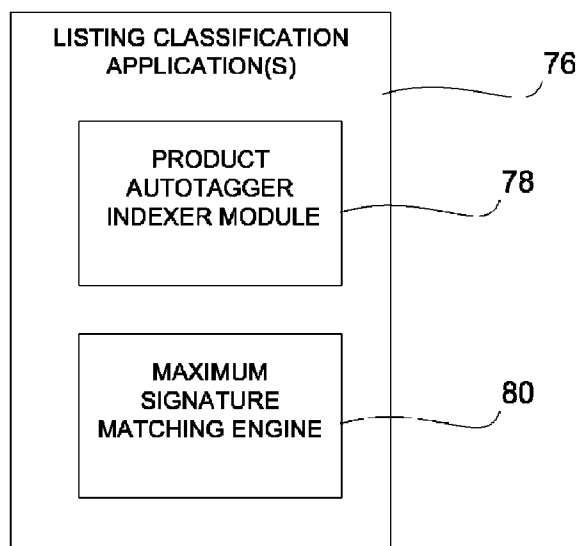 LISTING CLASSIFICATION
APPLICATION(S)
76
PRODUCT
AUTOTAGGER
INDEXER MODULE
78
MAXIMUM
SIGNATURE
MATCHING ENGINE
80